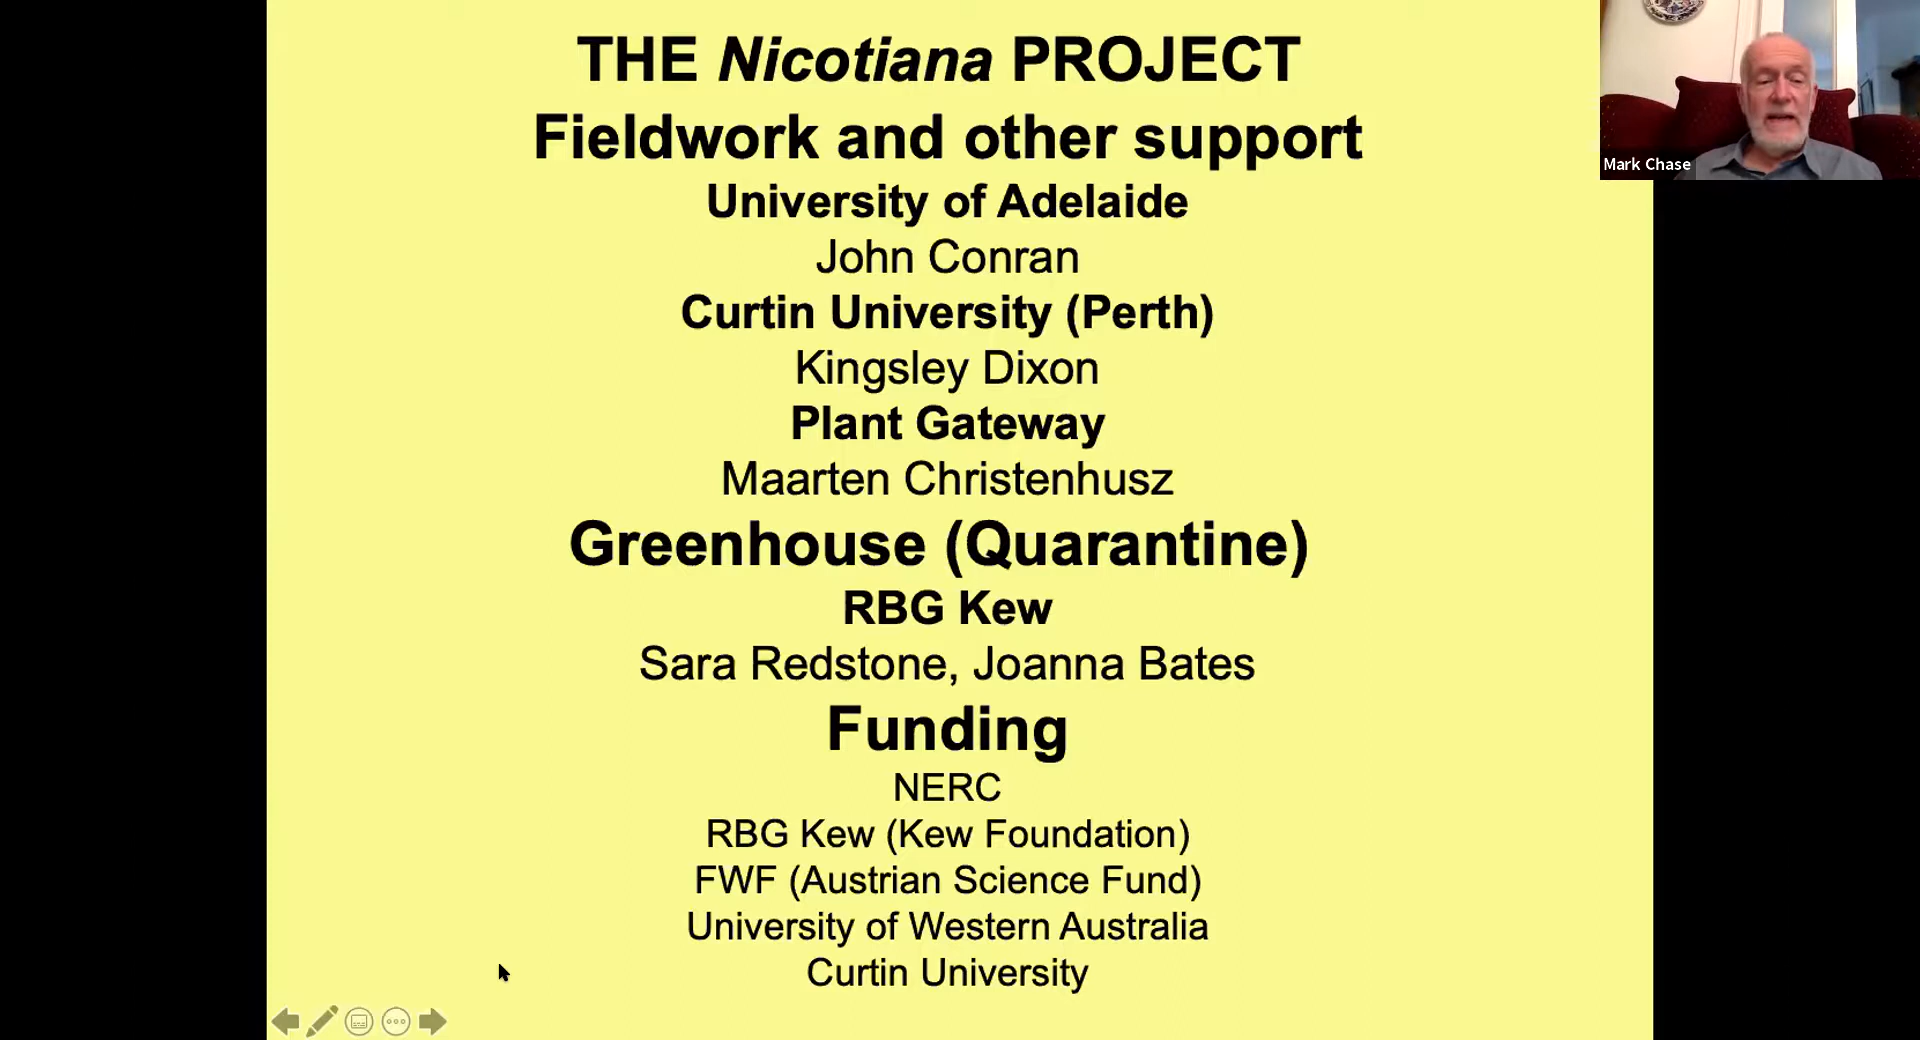 THE Nicotiana PROJECT
Fieldwork and other support
University of Adelaide
John Conran
Curtin University (Perth)
Kingsley Dixon
Plant Gateway
Maarten Christenhusz
Greenhouse (Quarantine)
RBG Kew
Sara Redstone, Joanna Bates
Funding
NERC
RBG Kew (Kew Foundation)
FWF (Austrian Science Fund)
University of Western Australia
Curtin University
Mark Chase